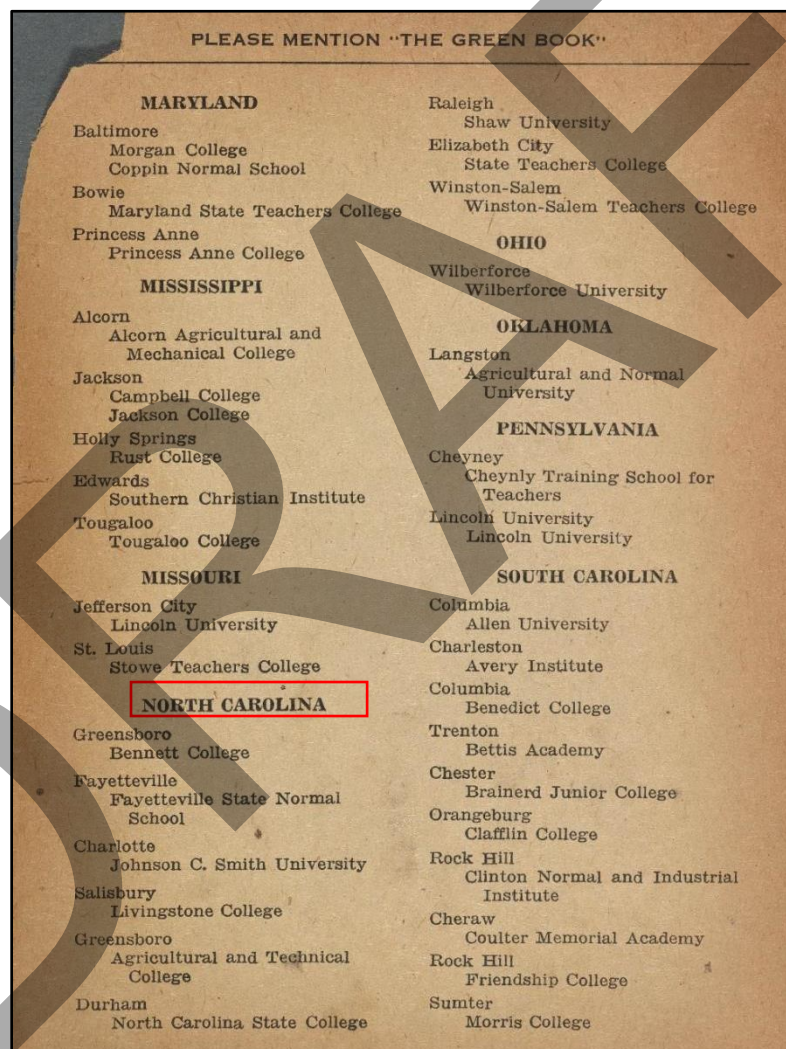 PLEASE MENTION "THE GREEN BOOK"
MARYLAND
Baltimore
Morgan College
Coppin Normal School
Bowie
Maryland State Teachers College
Princess Anne
Princess Anne College
MISSISSIPPI
Alcorn
Alcorn Agricultural and
Mechanical College
Jackson
Campbell College
Jackson College
Holly Springs
Rust College
Edwards
Southern Christian Institute
Tougaloo
Tougaloo College
MISSOURI
Jefferson City
Lincoln University
St. Louis
Stowe Teachers College
NORTH CAROLINA
Greensboro
Bennett College
Fayetteville
Fayetteville State Normal
School
Charlotte
Johnson C. Smith University
Salisbury
Livingstone College
Greensboro
Agricultural and Technical
College
Durham
North Carolina State College
Raleigh
Shaw University
Elizabeth City
State Teachers College
Winston-Salem
Winston-Salem Teachers College
OHIO
Wilberforce
Wilberforce University
OKLAHOMA
Langston
Agricultural and Normal
University
PENNSYLVANIA
Cheyney
Cheynly Training School for
Teachers
Lincoln University
Lincoln University
SOUTH CAROLINA
Columbia
Allen University
Charleston
Avery Institute
Columbia
Benedict College
Trenton
Bettis Academy
Chester
Brainerd Junior College
Orangeburg
Clafflin College
Rock Hill
Clinton Normal and Industrial
Institute
Cheraw
Coulter Memorial Academy
Rock Hill
Friendship College
Sumter
Morris College
DRAF